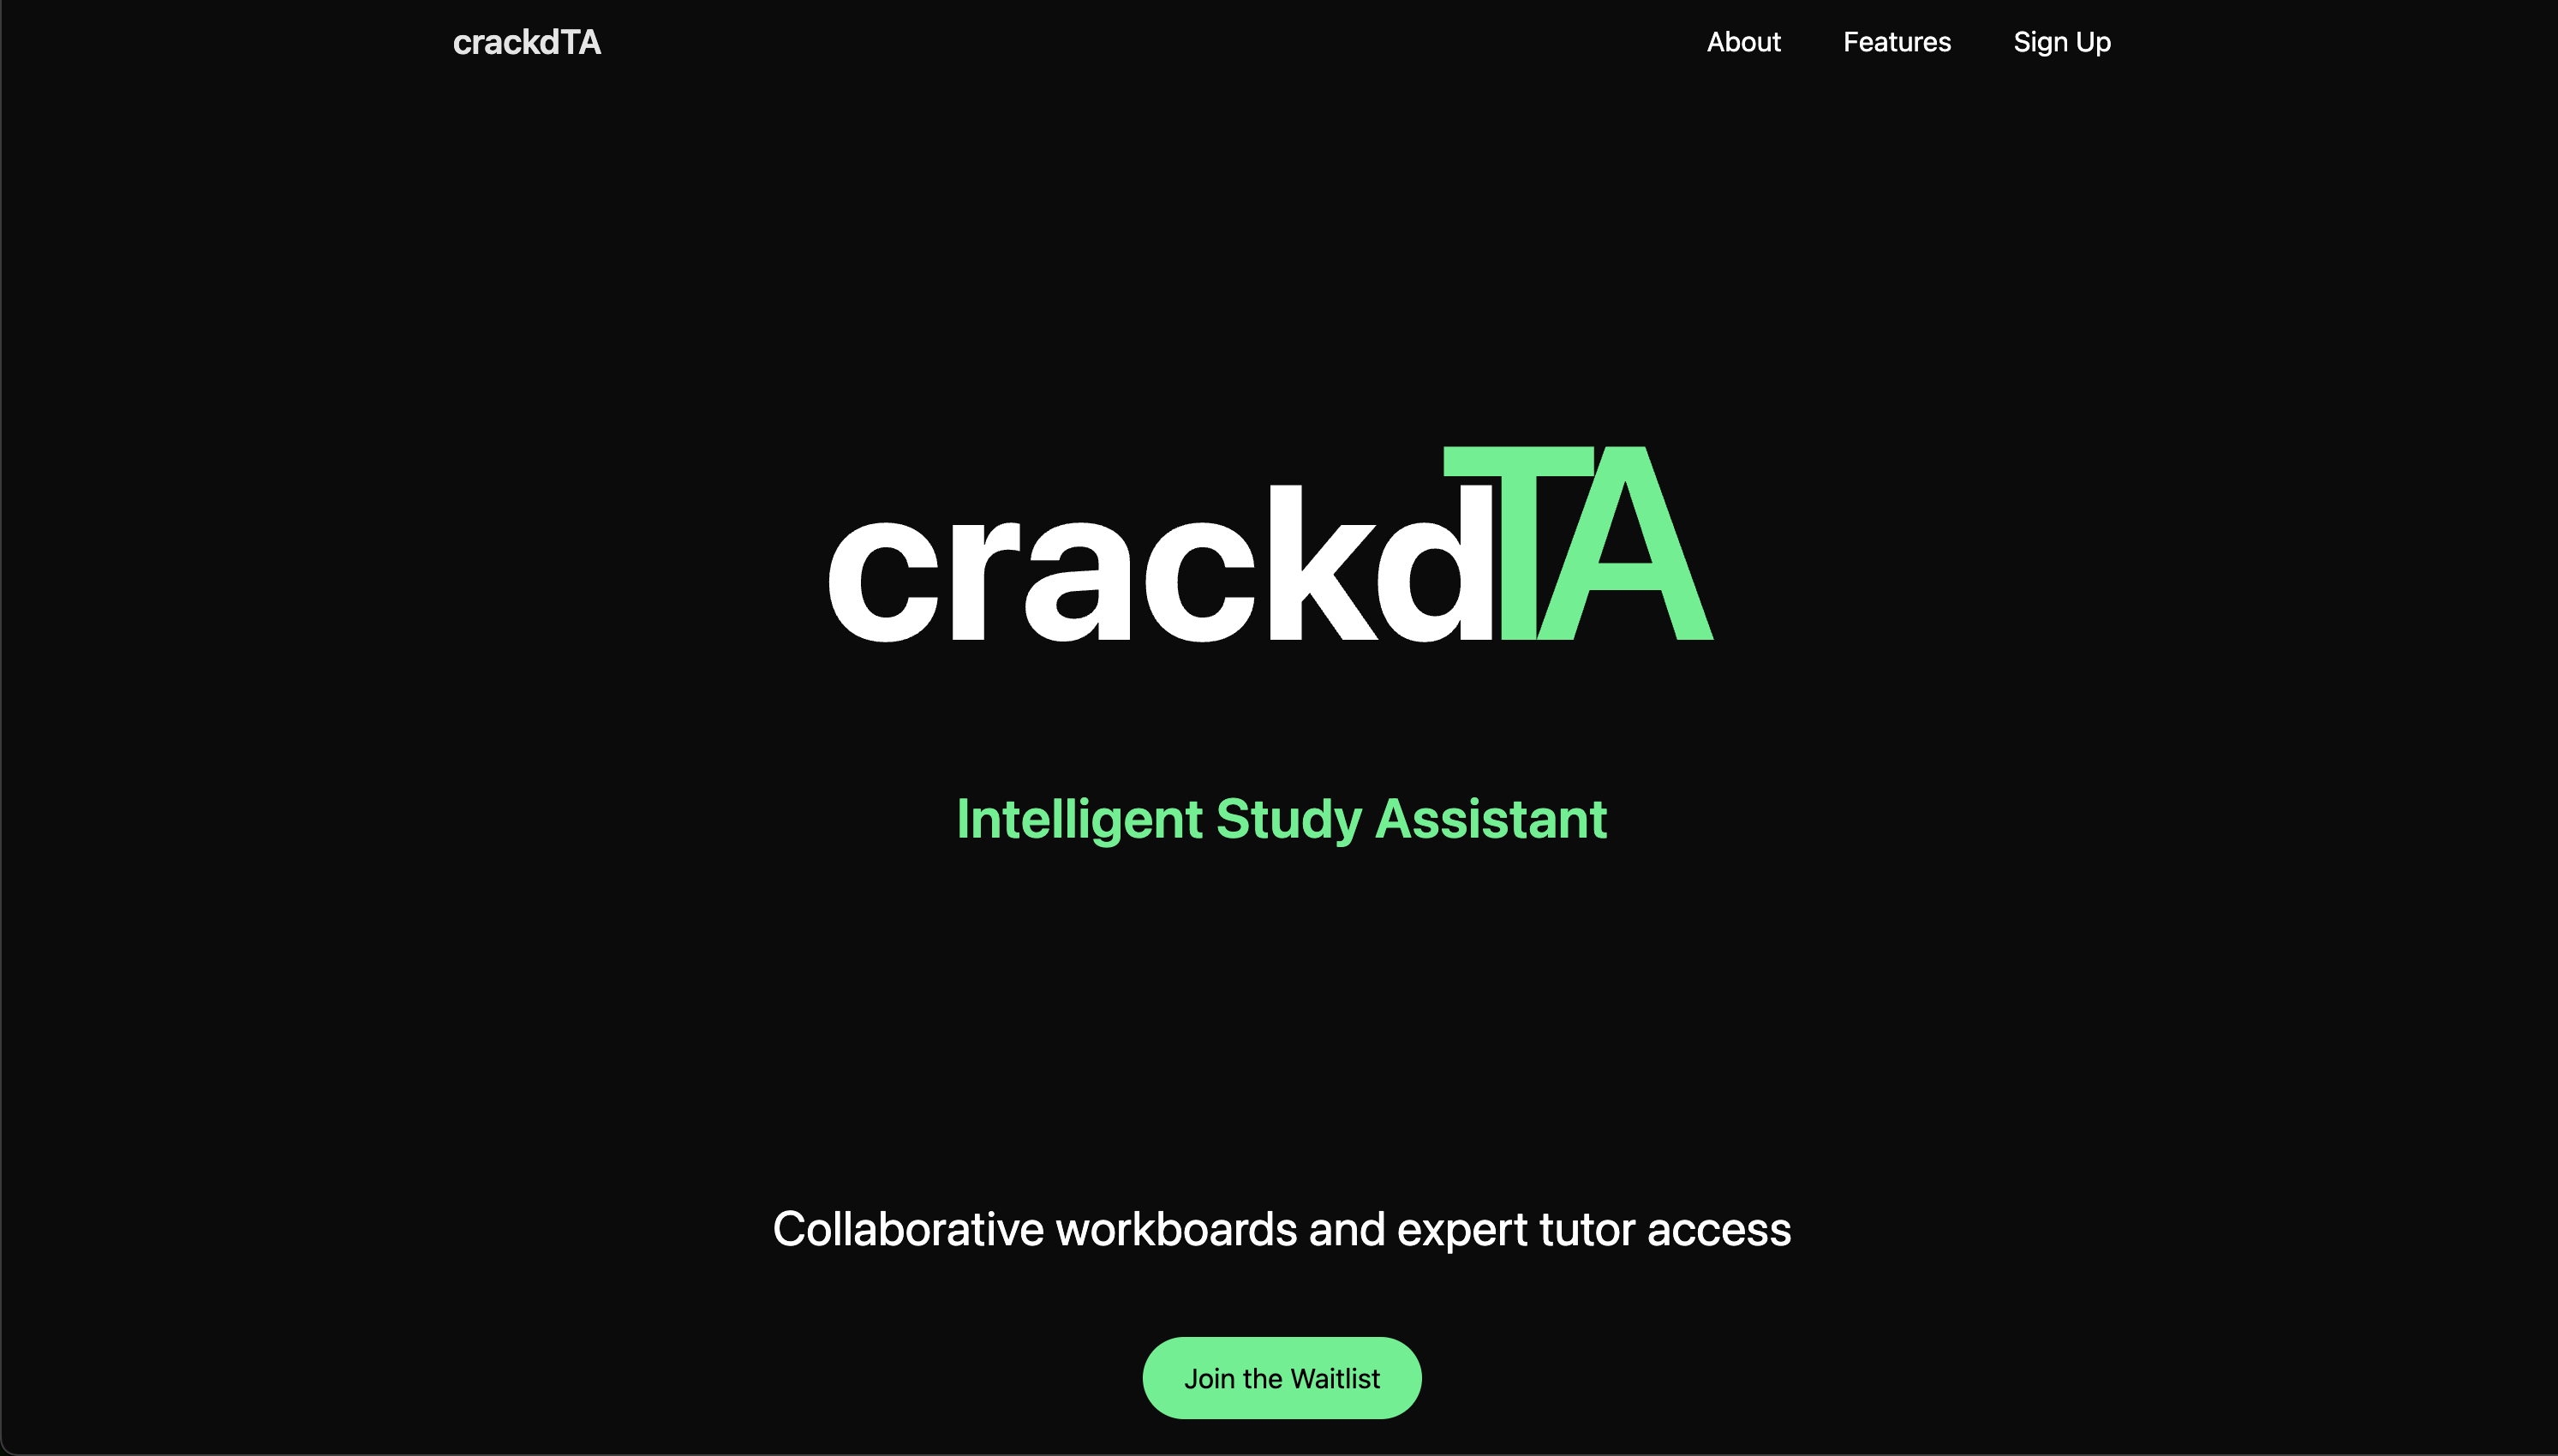 crackdTA
About Features Sign Up
crackdTA
Intelligent Study Assistant
Collaborative workboards and expert tutor access
Join the Waitlist